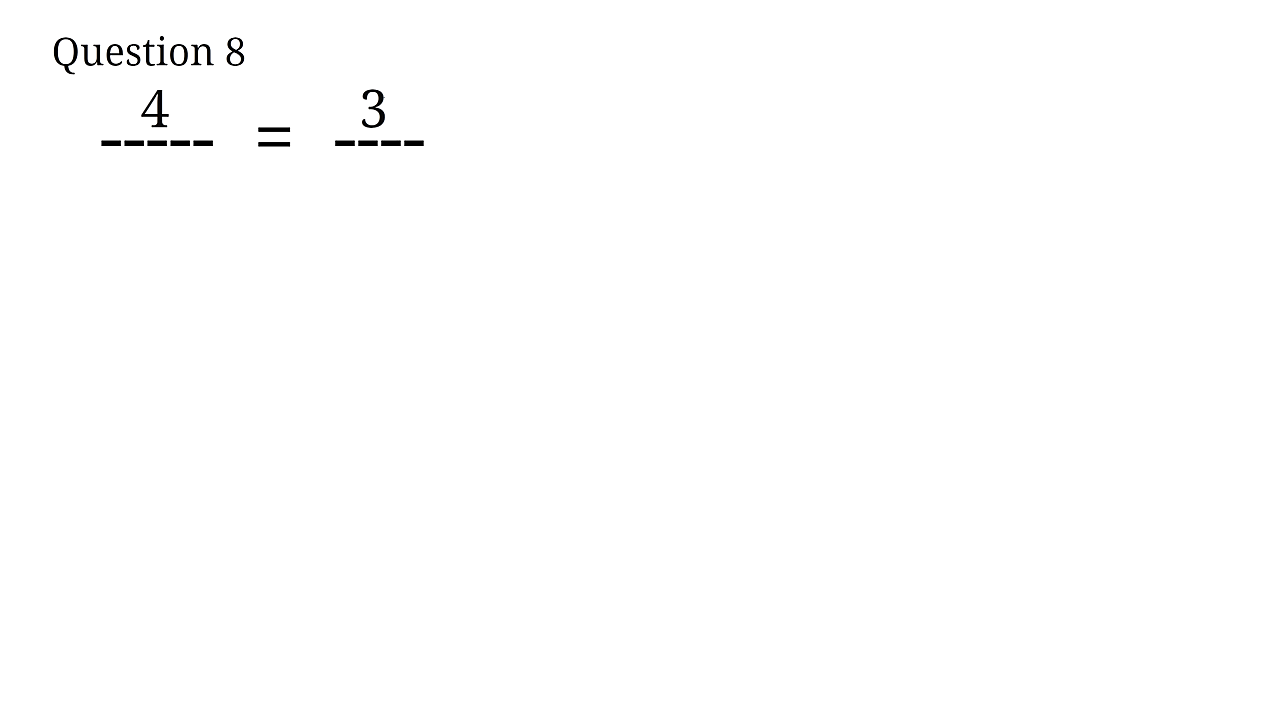 Question 8
4 3
----- = ----